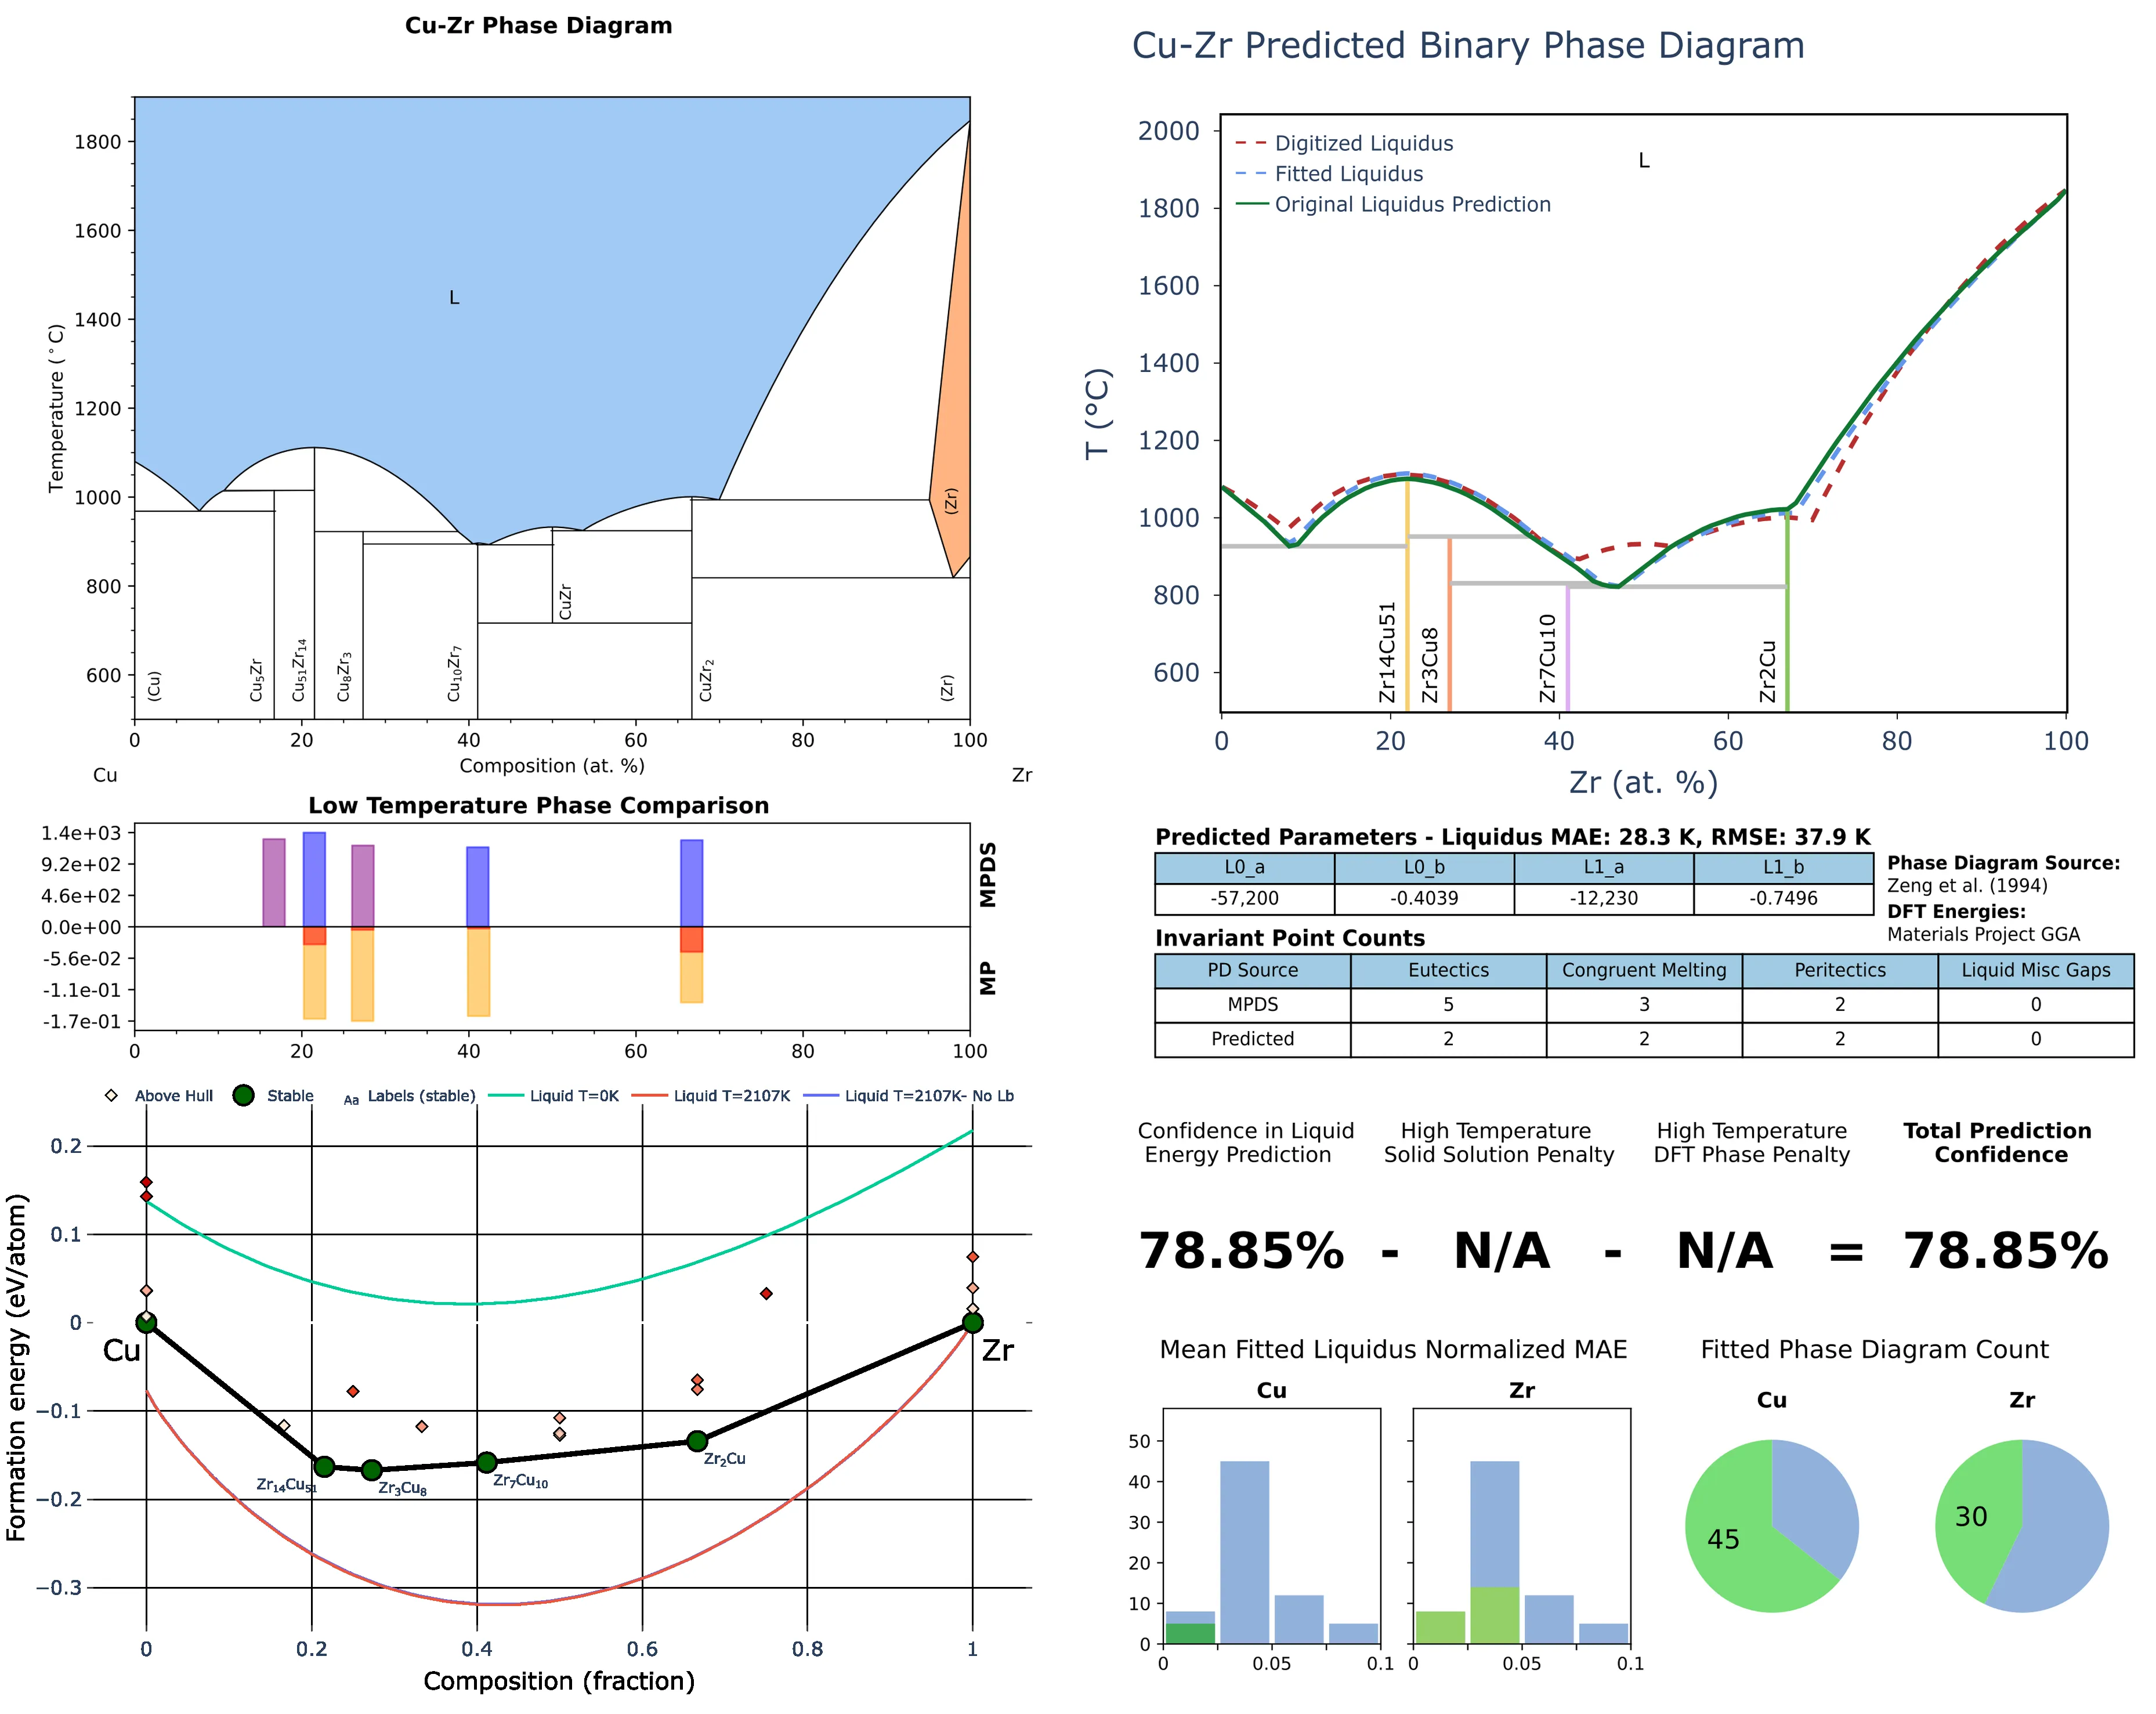 Cu-Zr Phase Diagram
Temperature (°C)
1800
1600
1400
1200
1000
800
600
L
(Cu)
Cu₅Zr
Cu₅₁Zr₁₄
Cu₈Zr₃
Cu₁₀Zr₇
CuZr
CuZr₂
(Zr)
(Zr)
0 20 40 60 80 100
Composition (at. %)
Cu Zr
Cu-Zr Predicted Binary Phase Diagram
T (°C)
2000
1800
1600
1400
1200
1000
800
600
Digitized Liquidus
Fitted Liquidus
Original Liquidus Prediction
L
Zr14Cu51
Zr3Cu8
Zr7Cu10
Zr2Cu
0 20 40 60 80 100
Zr (at. %)
Low Temperature Phase Comparison
1.4e+03
9.2e+02
4.6e+02
0.0e+00
-5.6e-02
-1.1e-01
-1.7e-01
MPDS
MP
0 20 40 60 80 100
Predicted Parameters - Liquidus MAE: 28.3 K, RMSE: 37.9 K
L0_a L0_b L1_a L1_b
-57,200 -0.4039 -12,230 -0.7496
Phase Diagram Source:
Zeng et al. (1994)
DFT Energies:
Materials Project GGA
Invariant Point Counts
PD Source Eutectics Congruent Melting Peritectics Liquid Misc Gaps
MPDS 5 3 2 0
Predicted 2 2 2 0
Above Hull Stable Aa Labels (stable) Liquid T=0K Liquid T=2107K Liquid T=2107K- No Lb
Formation energy (eV/atom)
0.2
0.1
0
−0.1
−0.2
−0.3
Cu
Zr
Zr₁₄Cu₅₁
Zr₃Cu₈
Zr₇Cu₁₀
Zr₂Cu
0 0.2 0.4 0.6 0.8 1
Composition (fraction)
Confidence in Liquid
Energy Prediction
High Temperature
Solid Solution Penalty
High Temperature
DFT Phase Penalty
Total Prediction
Confidence
78.85% - N/A - N/A = 78.85%
Mean Fitted Liquidus Normalized MAE
Cu Zr
50
40
30
20
10
0
0 0.05 0.1 0 0.05 0.1
Fitted Phase Diagram Count
Cu Zr
45 30